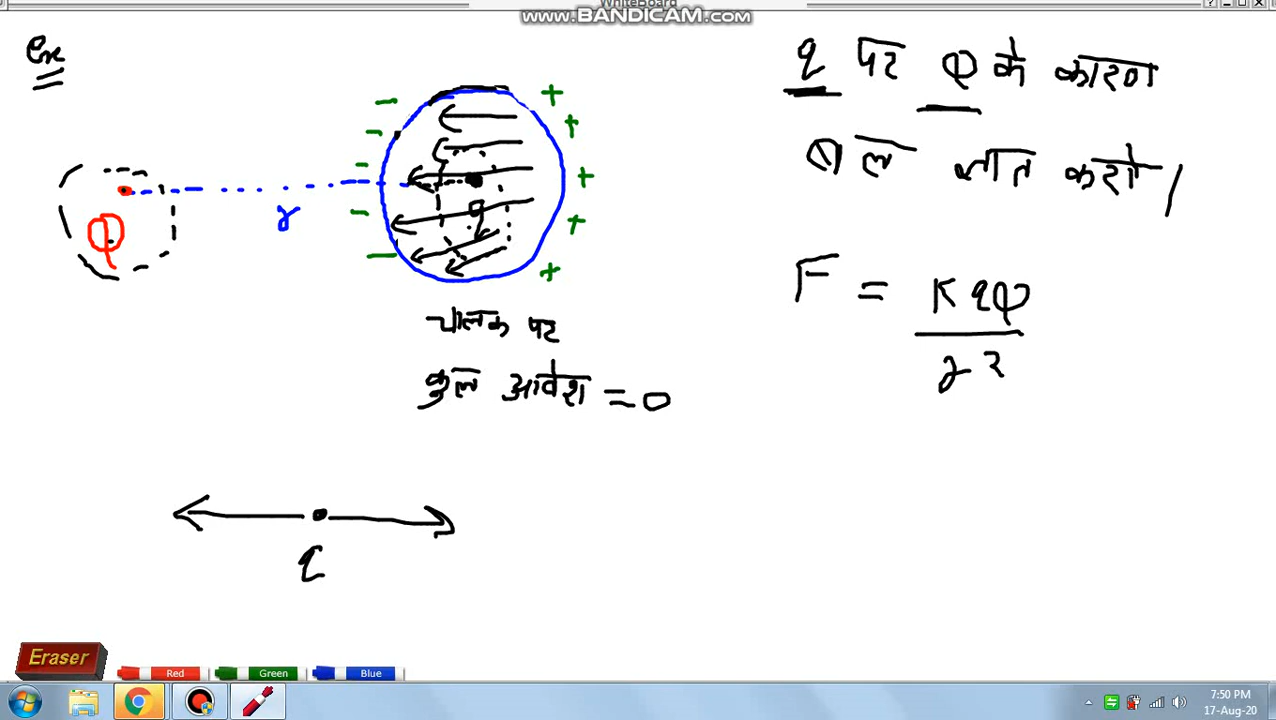 WhiteBoard
www.BANDICAM.com
Ex
q पर Q के कारण
बल ज्ञात करो।
F = KqQ
r2
Q
r
q
चालक पर
कुल आवेश = 0
q
Eraser
Red
Green
Blue
7:50 PM
17-Aug-20